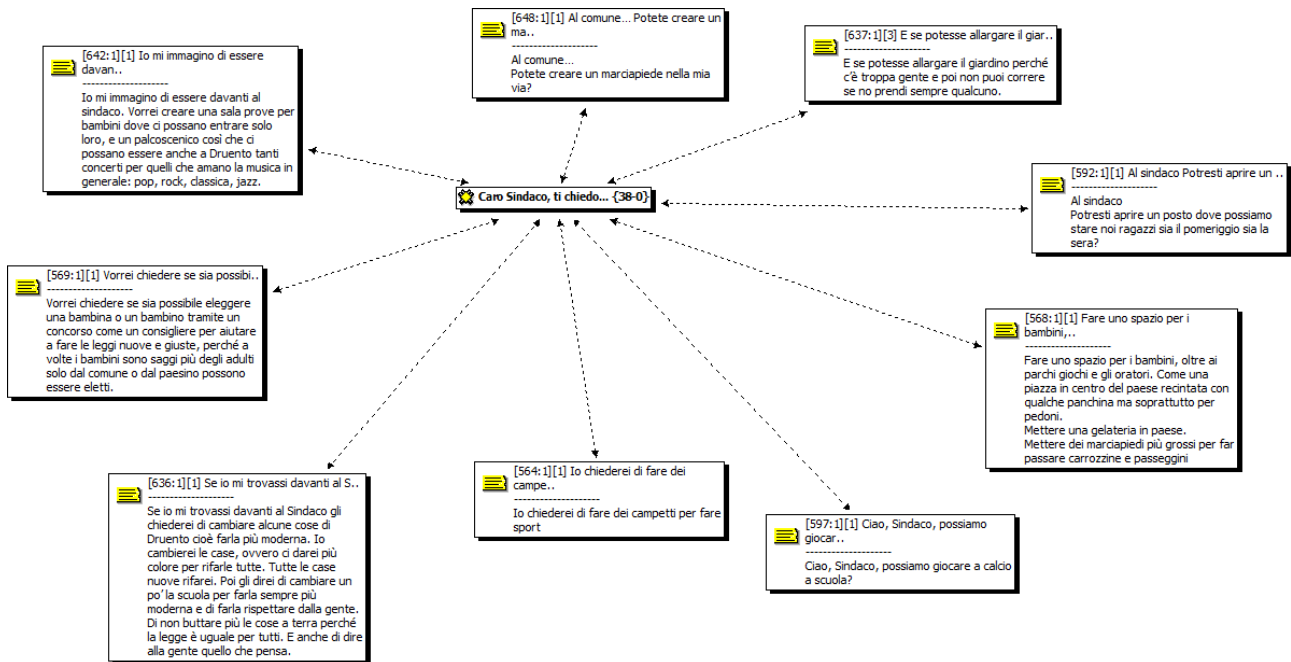 [648:1][1] Al comune... Potete creare un
ma..
--------------------
Al comune...
Potete creare un marciapiede nella mia
via?
[637:1][3] E se potesse allargare il giar..
--------------------
E se potesse allargare il giardino perché
c'è troppa gente e poi non puoi correre
se no prendi sempre qualcuno.
[642:1][1] Io mi immagino di essere
davan..
--------------------
Io mi immagino di essere davanti al
sindaco. Vorrei creare una sala prove per
bambini dove ci possano entrare solo
loro, e un palcoscenico così che ci
possano essere anche a Druento tanti
concerti per quelli che amano la musica in
generale: pop, rock, classica, jazz.
[592:1][1] Al sindaco Potresti aprire un ..
--------------------
Al sindaco
Potresti aprire un posto dove possiamo
stare noi ragazzi sia il pomeriggio sia la
sera?
Caro Sindaco, ti chiedo... {38-0}
[569:1][1] Vorrei chiedere se sia possibi..
--------------------
Vorrei chiedere se sia possibile eleggere
una bambina o un bambino tramite un
concorso come un consigliere per aiutare
a fare le leggi nuove e giuste, perché a
volte i bambini sono saggi più degli adulti
solo dal comune o dal paesino possono
essere eletti.
[568:1][1] Fare uno spazio per i
bambini,..
--------------------
Fare uno spazio per i bambini, oltre ai
parchi giochi e gli oratori. Come una
piazza in centro del paese recintata con
qualche panchina ma soprattutto per
pedoni.
Mettere una gelateria in paese.
Mettere dei marciapiedi più grossi per far
passare carrozzine e passeggini
[636:1][1] Se io mi trovassi davanti al S..
--------------------
Se io mi trovassi davanti al Sindaco gli
chiederei di cambiare alcune cose di
Druento cioè farla più moderna. Io
cambierei le case, ovvero ci darei più
colore per rifarle tutte. Tutte le case
nuove rifarei. Poi gli direi di cambiare un
po' la scuola per farla sempre più
moderna e di farla rispettare dalla gente.
Di non buttare più le cose a terra perché
la legge è uguale per tutti. E anche di dire
alla gente quello che pensa.
[564:1][1] Io chiederei di fare dei
campe..
--------------------
Io chiederei di fare dei campetti per fare
sport
[597:1][1] Ciao, Sindaco, possiamo
giocar..
--------------------
Ciao, Sindaco, possiamo giocare a calcio
a scuola?